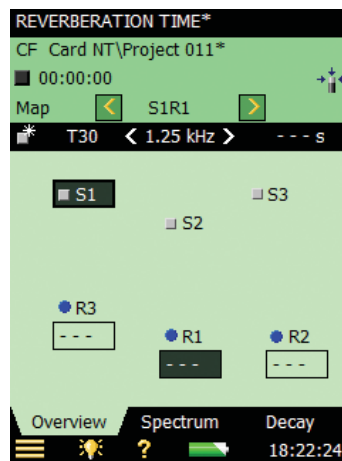 REVERBERATION TIME*
CF Card NT\Project 011*
00:00:00
Map < S1R1 >
T30 < 1.25 kHz > - - - s
S1 S3
S2
R3
- - -
R1 R2
- - - - - -
Overview Spectrum Decay
? 18:22:24